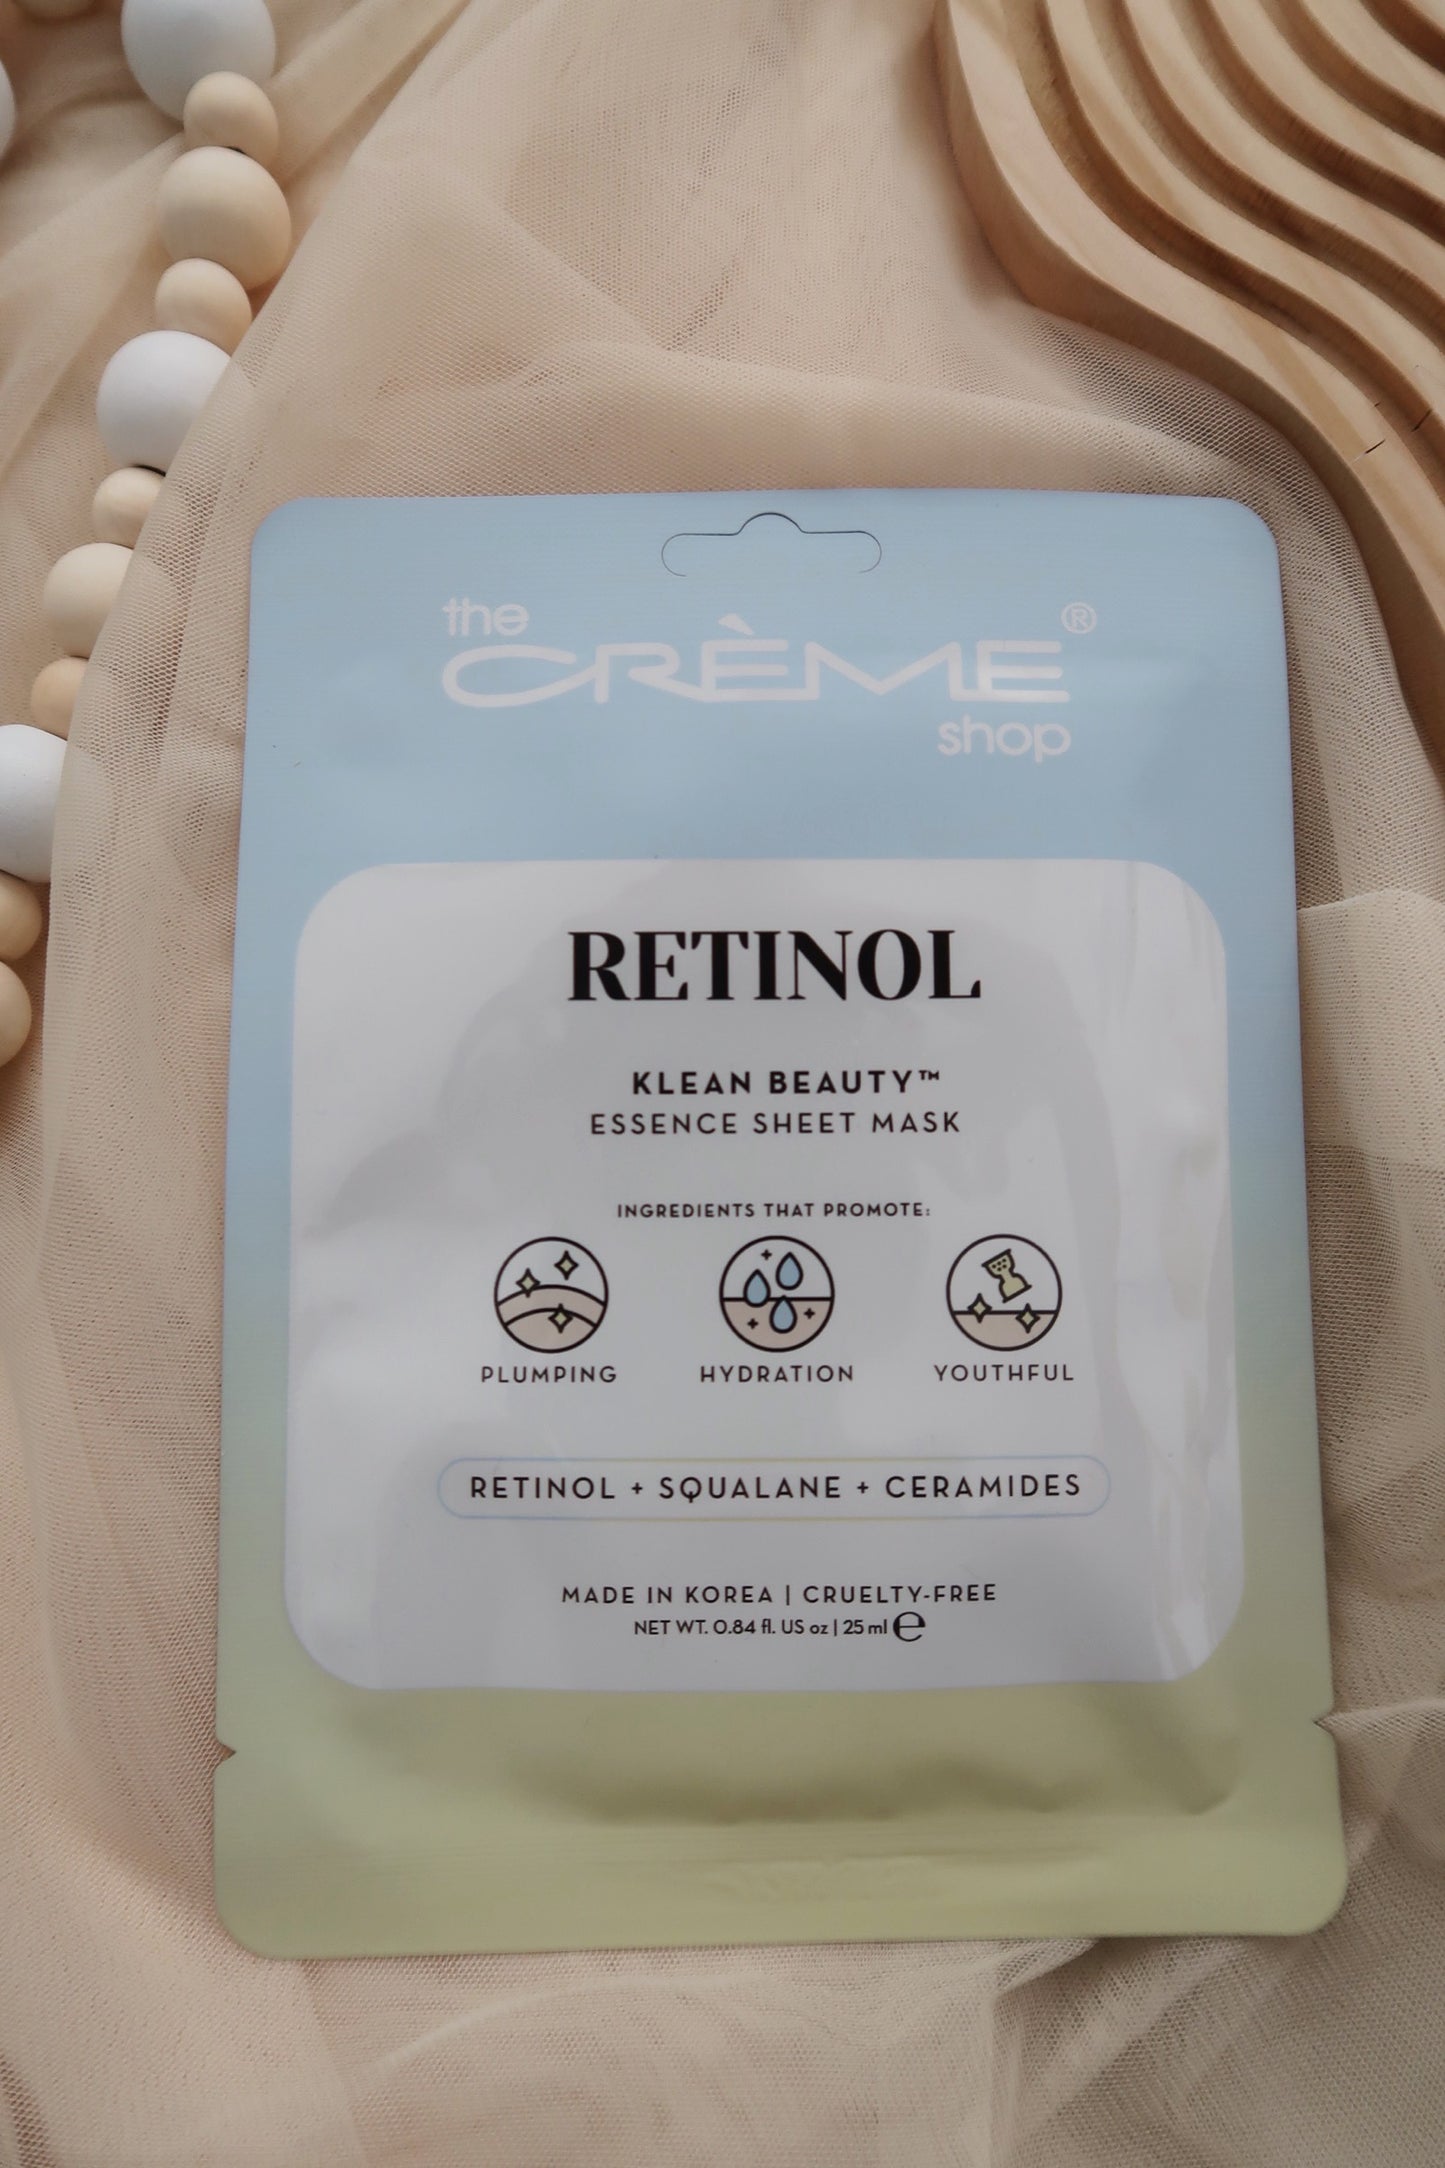 the
CRÈME®
shop
RETINOL
KLEAN BEAUTY™
ESSENCE SHEET MASK
INGREDIENTS THAT PROMOTE:
PLUMPING HYDRATION YOUTHFUL
RETINOL + SQUALANE + CERAMIDES
MADE IN KOREA | CRUELTY-FREE
NET WT. 0.84 fl. US oz | 25 ml ℮